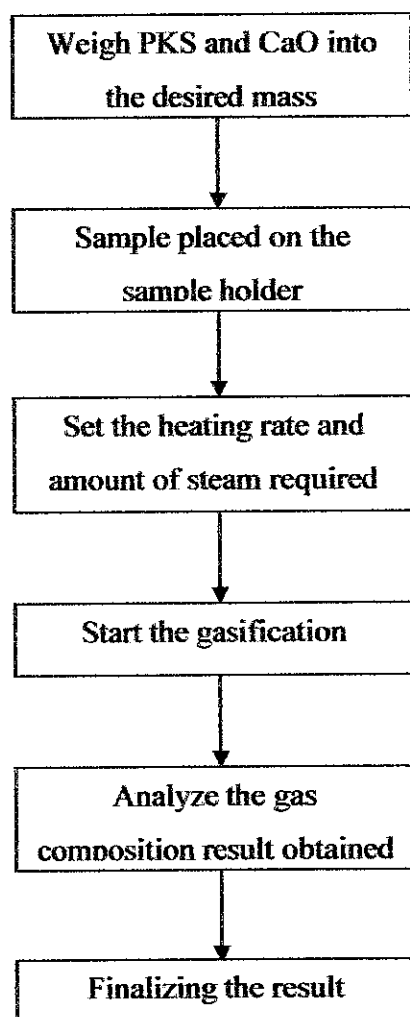 Weigh PKS and CaO into
the desired mass
Sample placed on the
sample holder
Set the heating rate and
amount of steam required
Start the gasification
Analyze the gas
composition result obtained
Finalizing the result